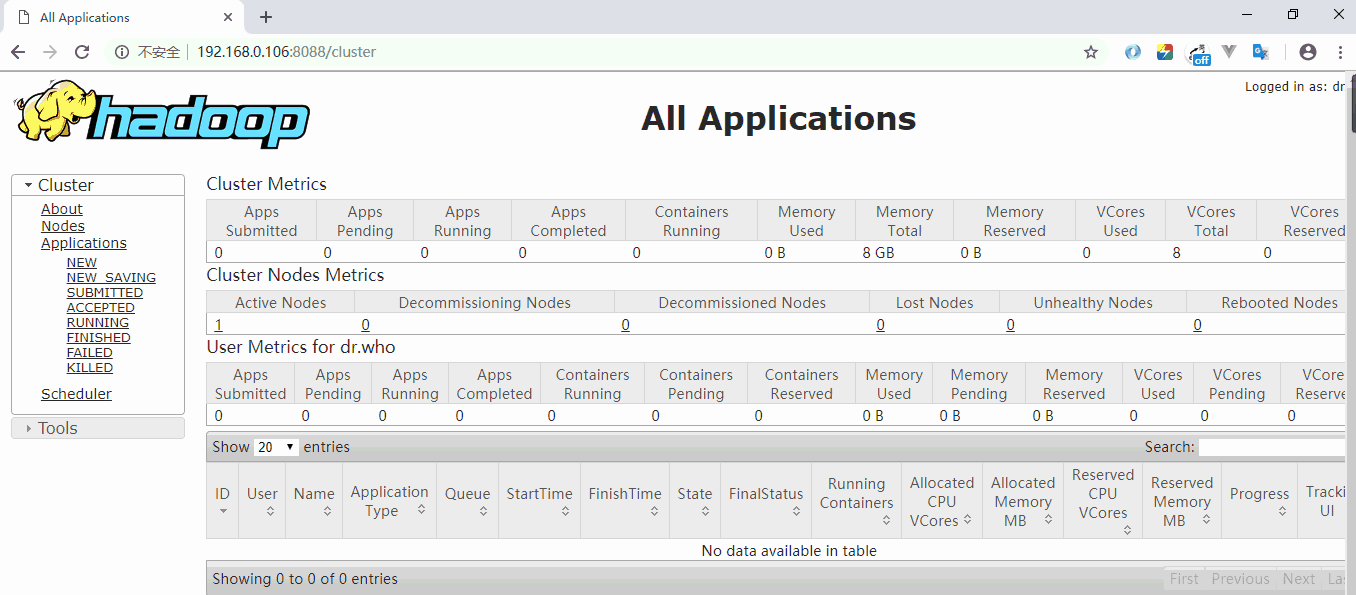 All Applications
不安全 192.168.0.106:8088/cluster
off
Logged in as: dr
hadoop
All Applications
Cluster
About
Nodes
Applications
NEW
NEW_SAVING
SUBMITTED
ACCEPTED
RUNNING
FINISHED
FAILED
KILLED
Scheduler
Tools
Cluster Metrics
Apps Submitted Apps Pending Apps Running Apps Completed Containers Running Memory Used Memory Total Memory Reserved VCores Used VCores Total VCores Reserved
0 0 0 0 0 0 B 8 GB 0 B 0 8 0
Cluster Nodes Metrics
Active Nodes Decommissioning Nodes Decommissioned Nodes Lost Nodes Unhealthy Nodes Rebooted Nodes
1 0 0 0 0 0
User Metrics for dr.who
Apps Submitted Apps Pending Apps Running Apps Completed Containers Running Containers Pending Containers Reserved Memory Used Memory Pending Memory Reserved VCores Used VCores Pending VCores Reserve
0 0 0 0 0 0 0 0 B 0 B 0 B 0 0 0
Show 20 entries Search:
ID User Name Application Type Queue StartTime FinishTime State FinalStatus Running Containers Allocated CPU VCores Allocated Memory MB Reserved CPU VCores Reserved Memory MB Progress Tracki UI
No data available in table
Showing 0 to 0 of 0 entries First Previous Next Las